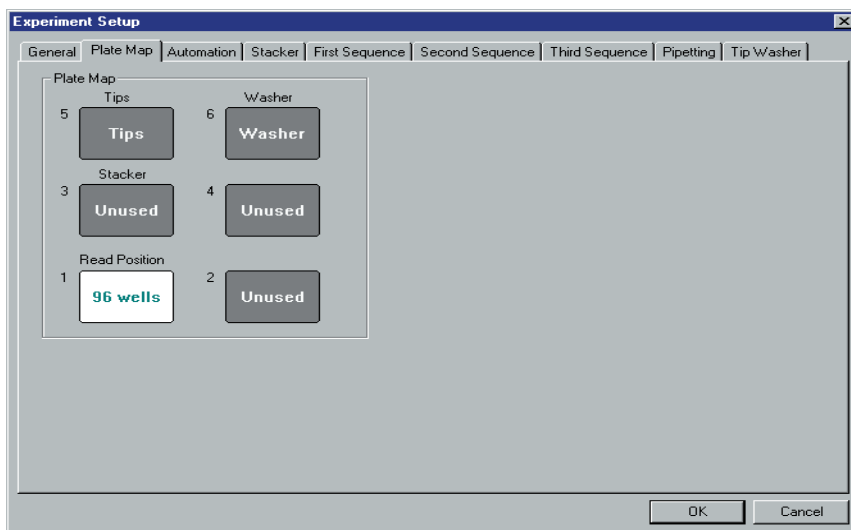 Experiment Setup
General Plate Map Automation Stacker First Sequence Second Sequence Third Sequence Pipetting Tip Washer
Plate Map
Tips Washer
5 Tips 6 Washer
Stacker
3 Unused 4 Unused
Read Position
1 96 wells 2 Unused
OK Cancel